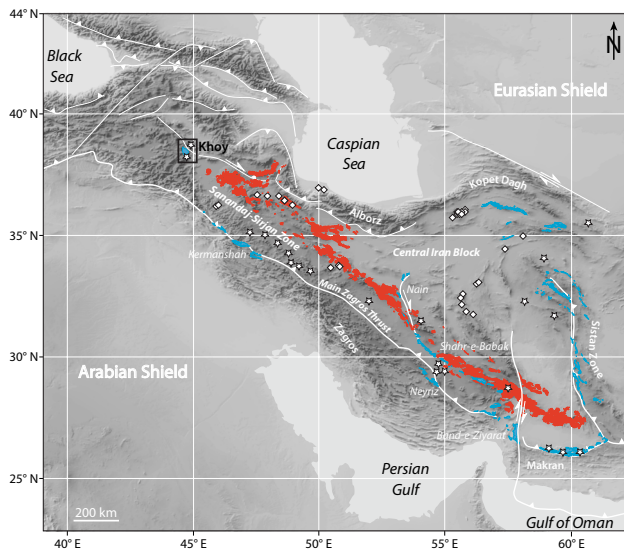 44° N
Black
Sea
N
Eurasian Shield
40° N
Khoy
Caspian
Sea
Kopet Dagh
Alborz
Sanandaj-Sirjan Zone
35° N
Kermanshah
Central Iran Block
Main Zagros Thrust
Nain
Sistan Zone
Zagros
Shahr-e-Babak
30° N
Arabian Shield
Neyriz
Band-e-Ziyarat
Makran
25° N
Persian
Gulf
200 km
Gulf of Oman
40° E
45° E
50° E
55° E
60° E